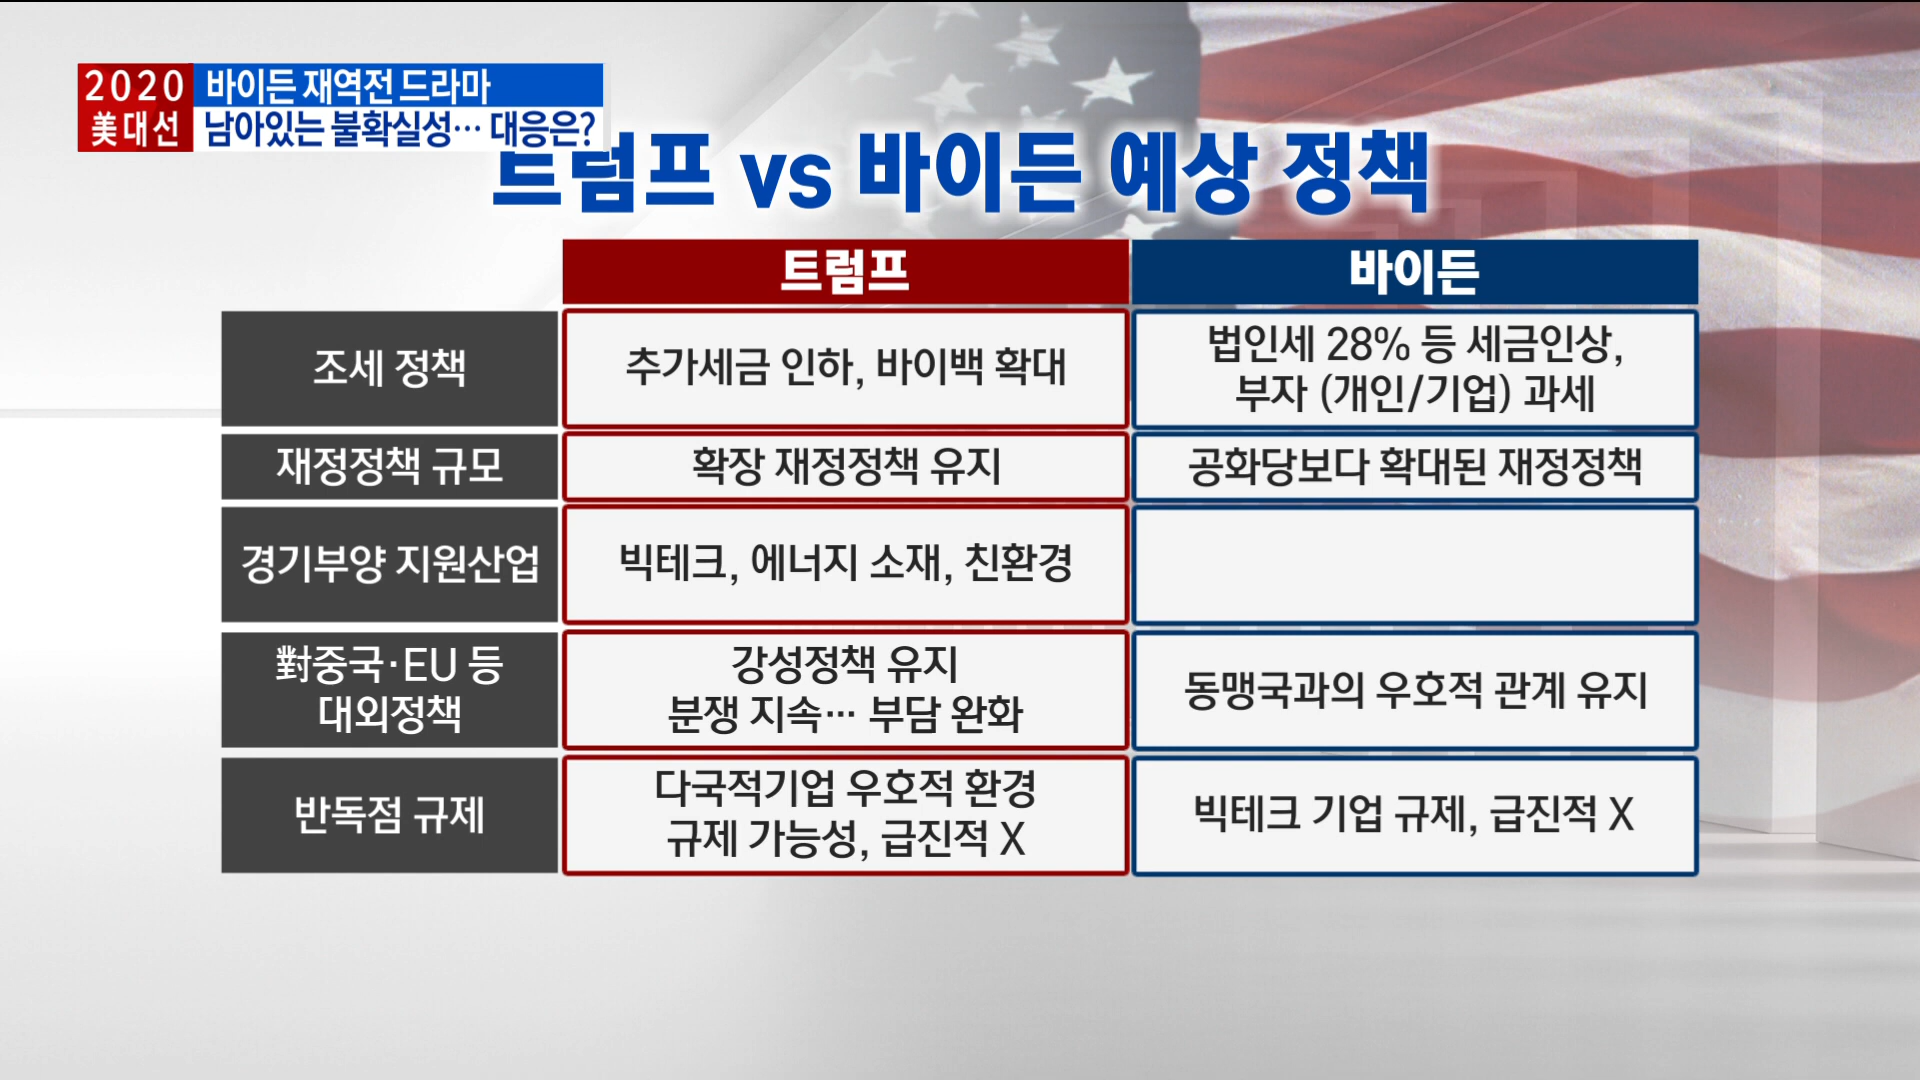 2020
美대선
바이든 재역전 드라마
남아있는 불확실성… 대응은?
트럼프 vs 바이든 예상 정책
트럼프
바이든
조세 정책
추가세금 인하, 바이백 확대
법인세 28% 등 세금인상,
부자 (개인/기업) 과세
재정정책 규모
확장 재정정책 유지
공화당보다 확대된 재정정책
경기부양 지원산업
빅테크, 에너지 소재, 친환경
對중국·EU 등
대외정책
강성정책 유지
분쟁 지속… 부담 완화
동맹국과의 우호적 관계 유지
반독점 규제
다국적기업 우호적 환경
규제 가능성, 급진적 X
빅테크 기업 규제, 급진적 X